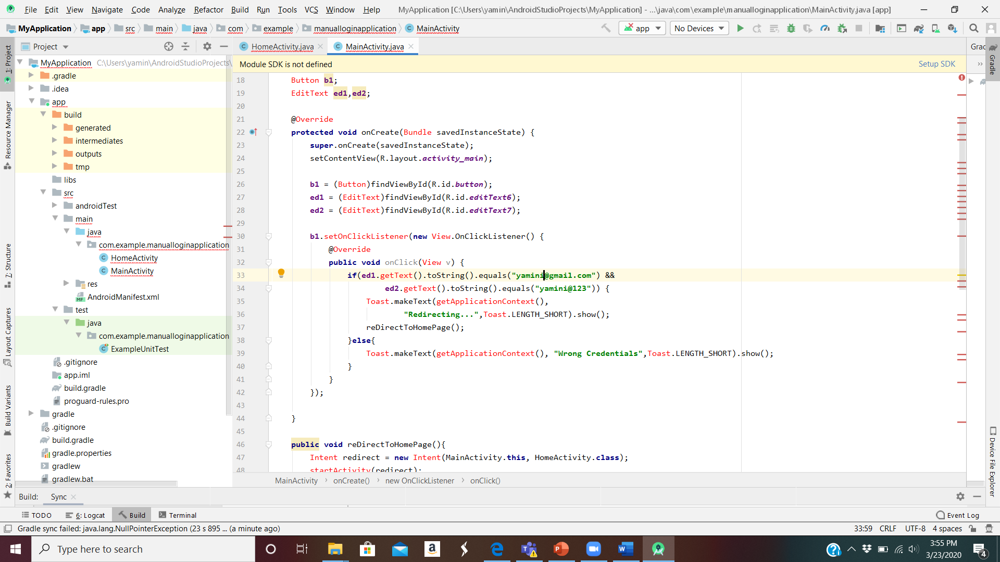 File Edit View Navigate Code Analyze Refactor Build Run Tools VCS Window Help MyApplication [C:\Users\yamin\AndroidStudioProjects\MyApplication] - ...\java\com\example\manualloginapplication\MainActivity.java [app]
MyApplication app src main java com example manualloginapplication MainActivity app No Devices
Project
HomeActivity.java MainActivity.java
Grad
Module SDK is not defined Setup SDK
MyApplication C:\Users\yamin\AndroidStudioProjects\
.gradle
.idea
app
build
generated
intermediates
outputs
tmp
libs
src
androidTest
main
java
com.example.manualloginapplication
HomeActivity
MainActivity
res
AndroidManifest.xml
test
java
com.example.manualloginapplication
ExampleUnitTest
.gitignore
app.iml
build.gradle
proguard-rules.pro
gradle
.gitignore
build.gradle
gradle.properties
gradlew
gradlew.bat
18 Button b1;
19 EditText ed1,ed2;
20
21 @Override
22 protected void onCreate(Bundle savedInstanceState) {
23 super.onCreate(savedInstanceState);
24 setContentView(R.layout.activity_main);
25
26 b1 = (Button)findViewById(R.id.button);
27 ed1 = (EditText)findViewById(R.id.editText6);
28 ed2 = (EditText)findViewById(R.id.editText7);
29
30 b1.setOnClickListener(new View.OnClickListener() {
31 @Override
32 public void onClick(View v) {
33 if(ed1.getText().toString().equals("yamini@gmail.com") &&
34 ed2.getText().toString().equals("yamini@123")) {
35 Toast.makeText(getApplicationContext(),
36 "Redirecting...",Toast.LENGTH_SHORT).show();
37 reDirectToHomePage();
38 }else{
39 Toast.makeText(getApplicationContext(), "Wrong Credentials",Toast.LENGTH_SHORT).show();
40 }
41 }
42 });
43
44 }
45
46 public void reDirectToHomePage(){
47 Intent redirect = new Intent(MainActivity.this, HomeActivity.class);
48 startActivity(redirect);
MainActivity › onCreate() › new OnClickListener › onClick()
1: Project
Resource Manager
7: Structure
Layout Captures
Build Variants
2: Favorites
Gradle
Device File Explorer
Build: Sync
TODO 6: Logcat Build Terminal Event Log
Gradle sync failed: java.lang.NullPointerException (23 s 895 ... (a minute ago) 33:59 CRLF UTF-8 4 spaces
Type here to search
3:55 PM
3/23/2020
4